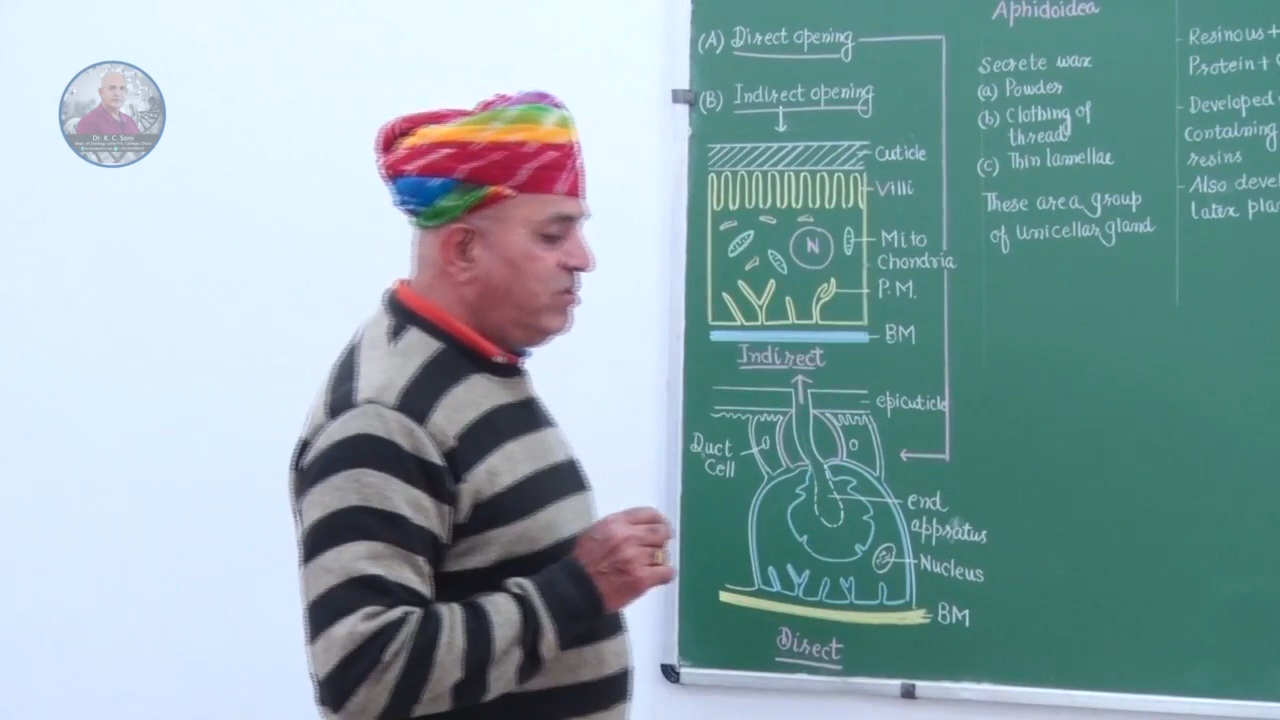 Dr. K. C. Soni
(A) Direct opening
(B) Indirect opening
Cuticle
Villi
N
Mito
Chondria
P.M.
BM
Indirect
epicuticle
Duct
Cell
end
appratus
Nucleus
BM
Direct
Aphidoidea
Secrete wax
(a) Powder
(b) Clothing of
thread
(c) Thin lamellae
These are a group
of unicellar gland
- Resinous +
Protein +
- Developed
containing
resins
- Also devel
latex pla